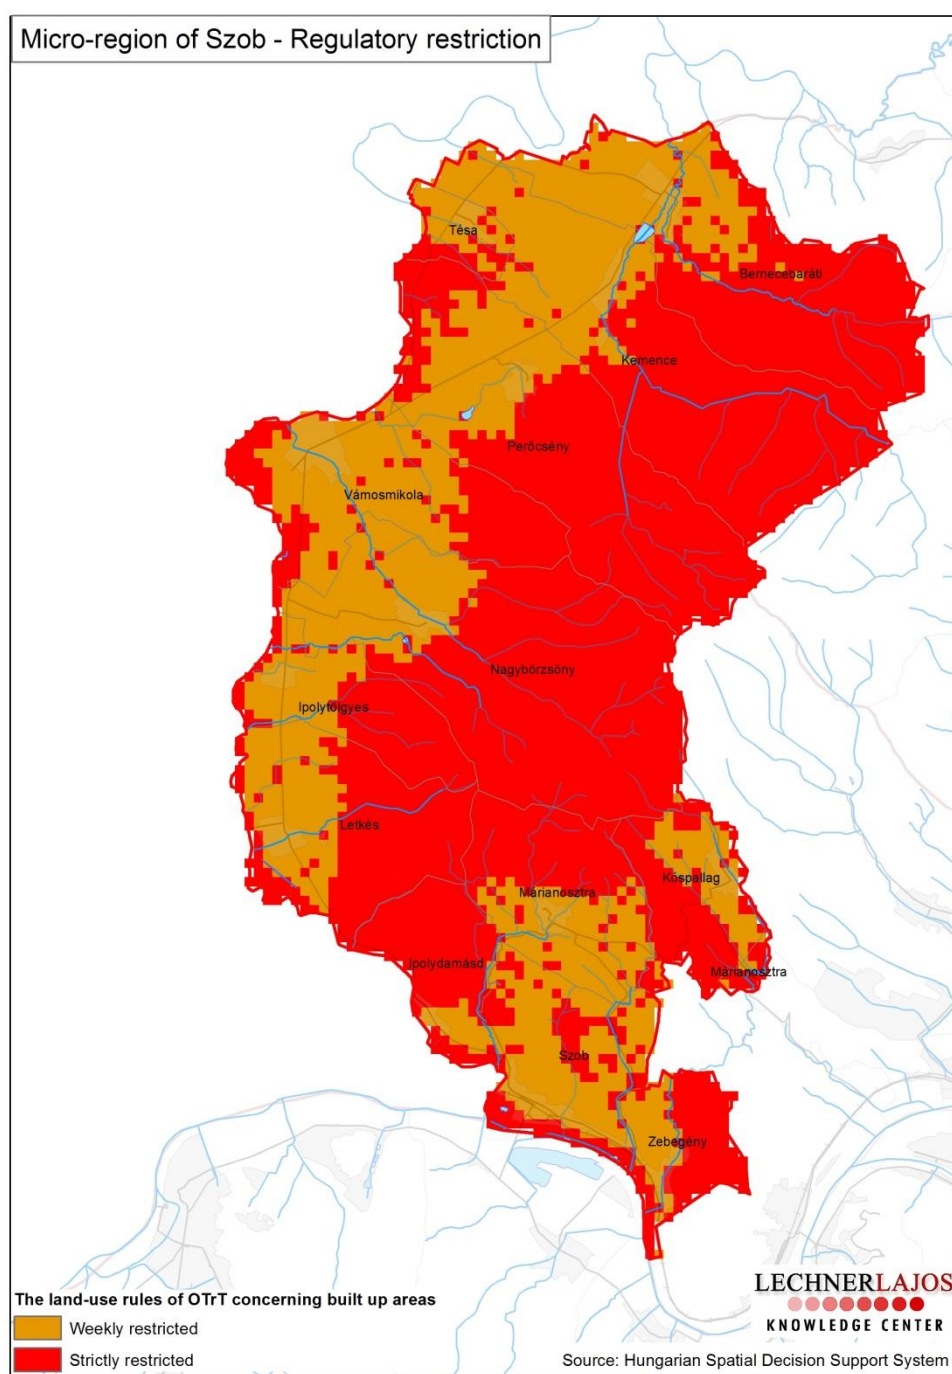 Micro-region of Szob - Regulatory restriction
Tésa
Bernecebaráti
Kemence
Perőcsény
Vámosmikola
Nagybörzsöny
Ipolytölgyes
Letkés
Kóspallag
Márianosztra
Ipolydamásd
Márianosztra
Szob
Zebegény
LECHNERLAJOS
KNOWLEDGE CENTER
The land-use rules of OTrT concerning built up areas
Weekly restricted
Strictly restricted
Source: Hungarian Spatial Decision Support System